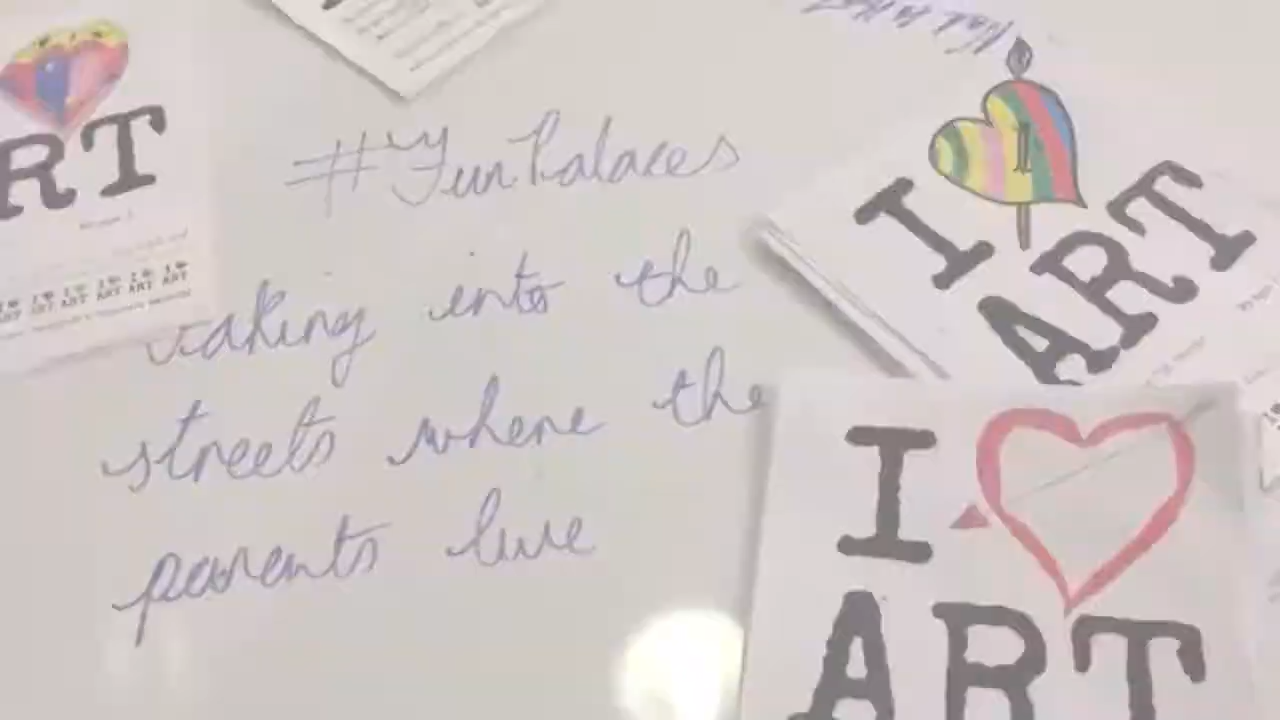 #FunPalaces
taking into the
streets where the
parents live
RT
I
ART
I
ART